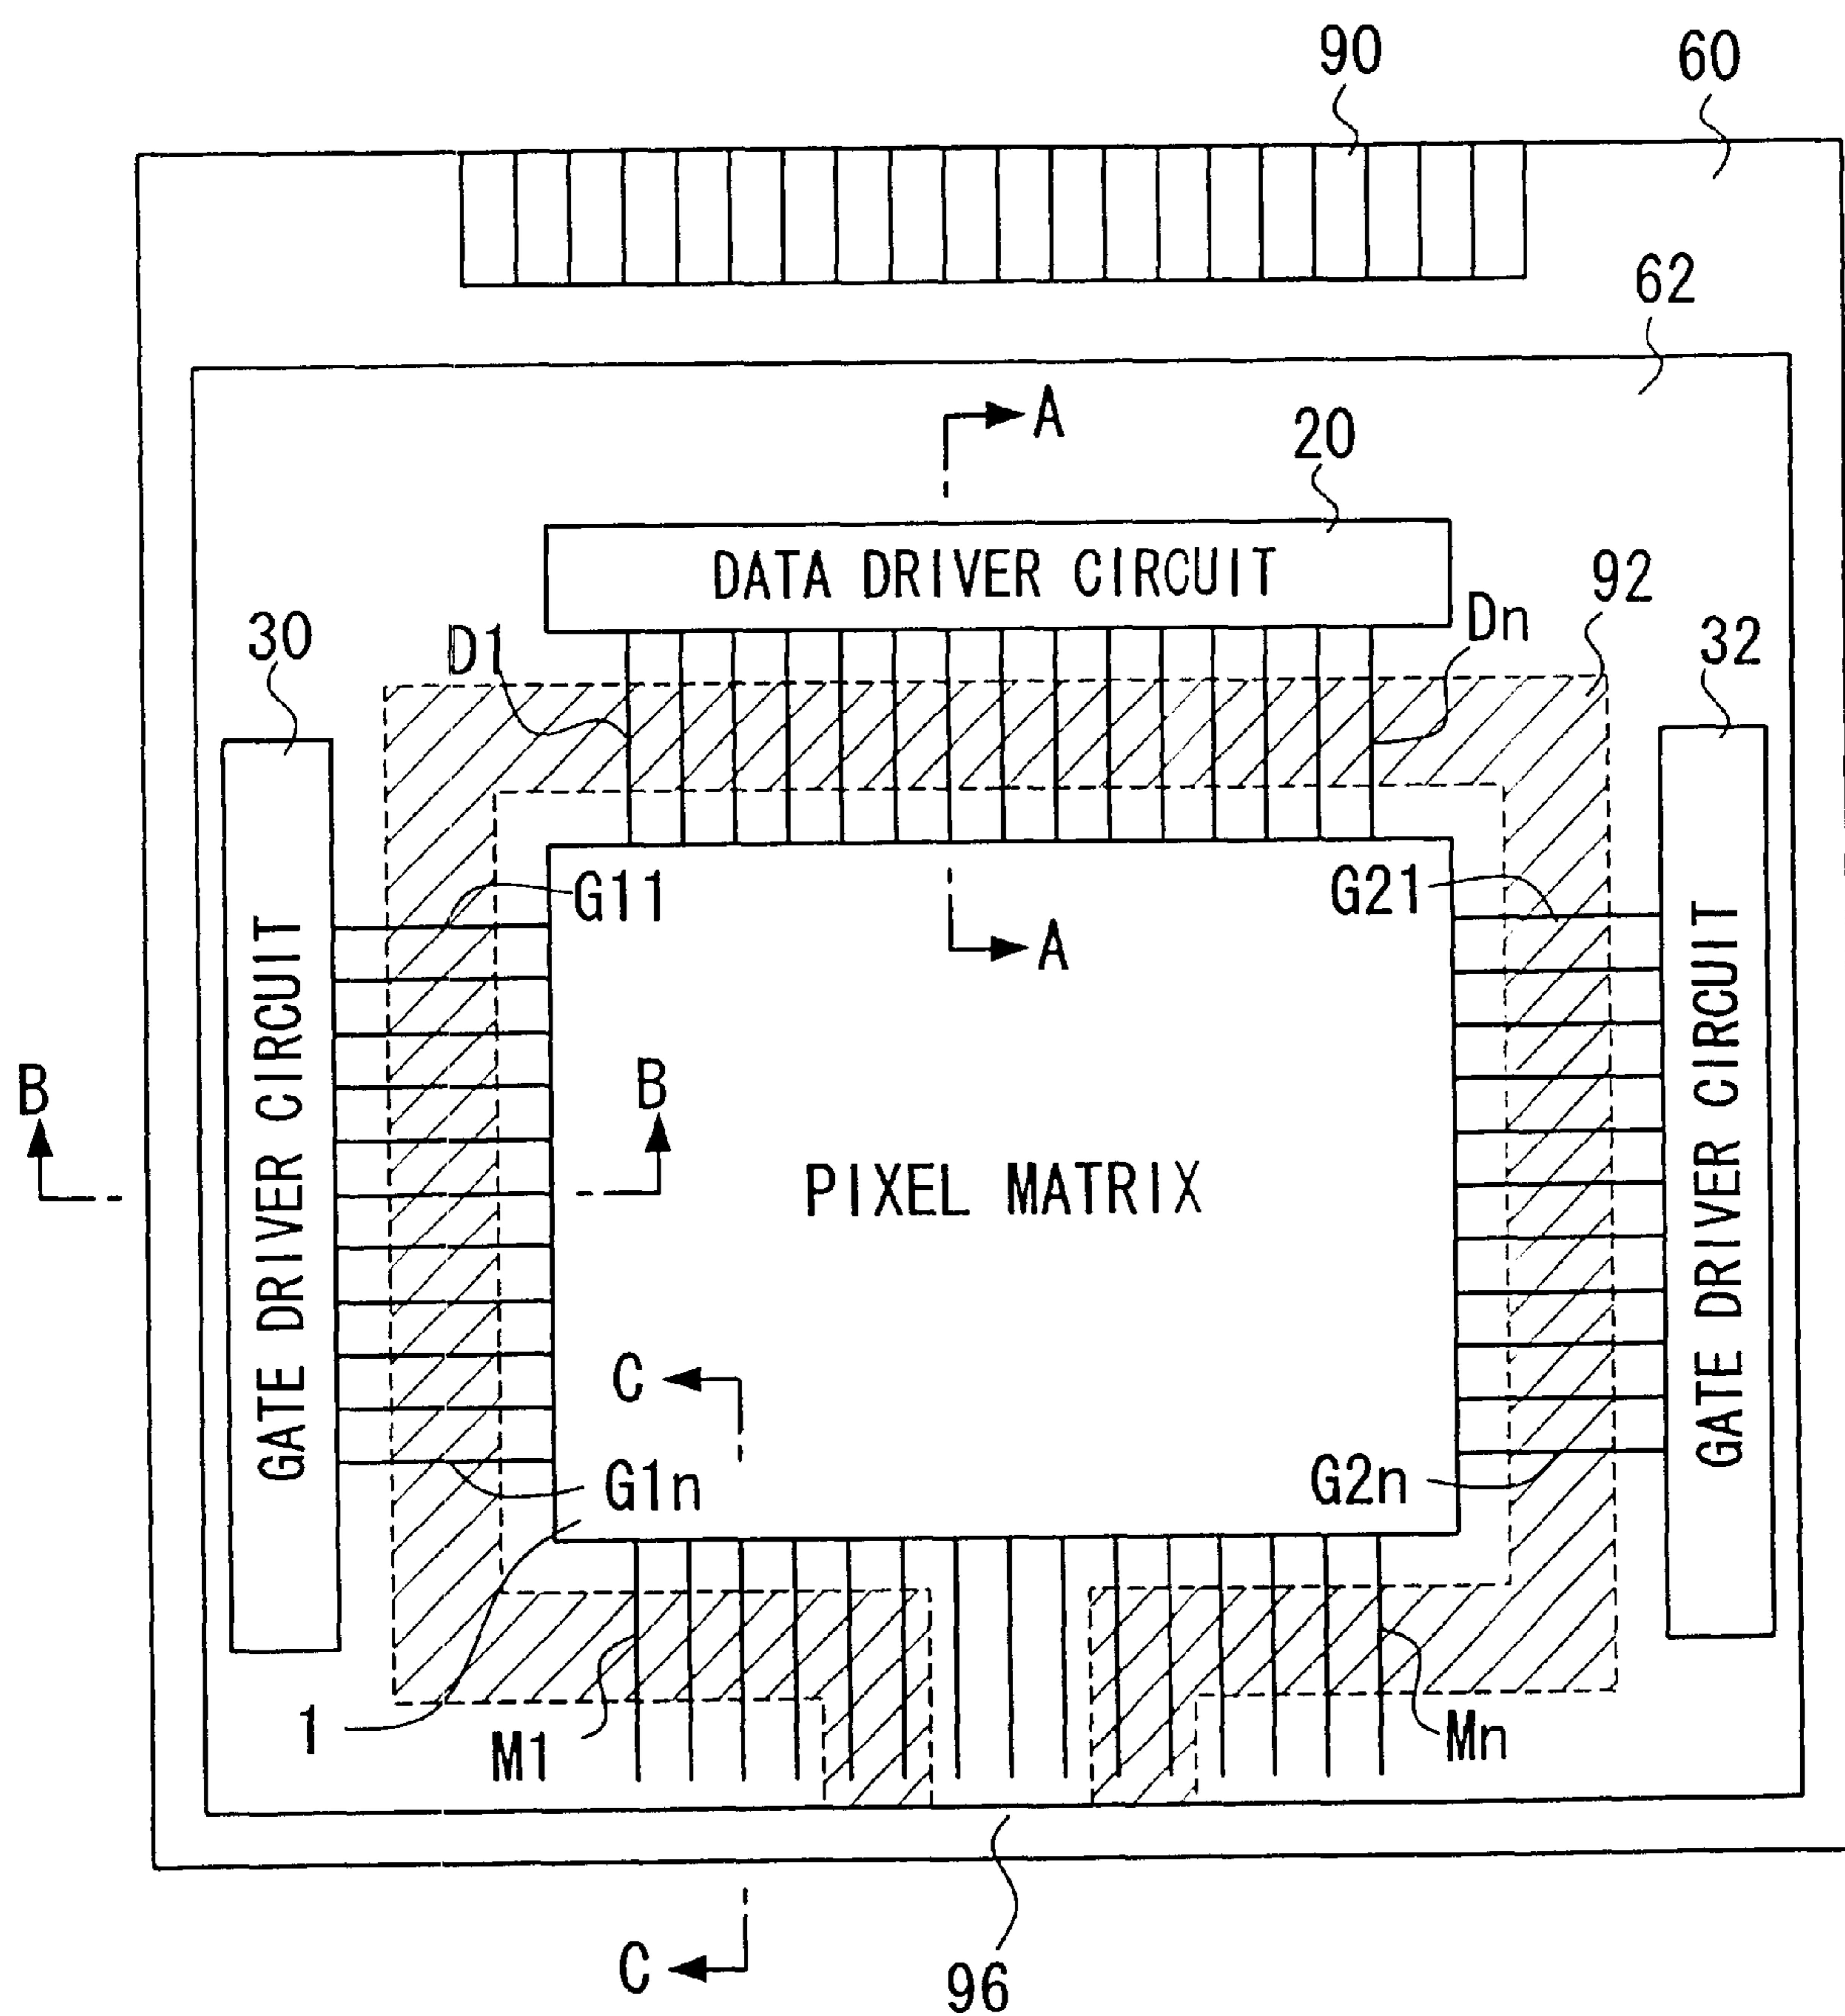 90
60
62
A
20
DATA DRIVER CIRCUIT
92
30
D1
Dn
32
G11
G21
A
GATE DRIVER CIRCUIT
B
B
PIXEL MATRIX
GATE DRIVER CIRCUIT
C
G1n
G2n
1
M1
Mn
C
96